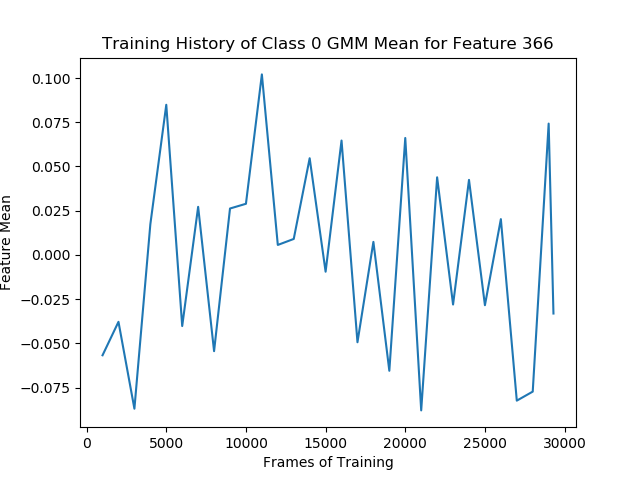 Training History of Class 0 GMM Mean for Feature 366
0.100
0.075
0.050
0.025
0.000
−0.025
−0.050
−0.075
Feature Mean
0 5000 10000 15000 20000 25000 30000
Frames of Training